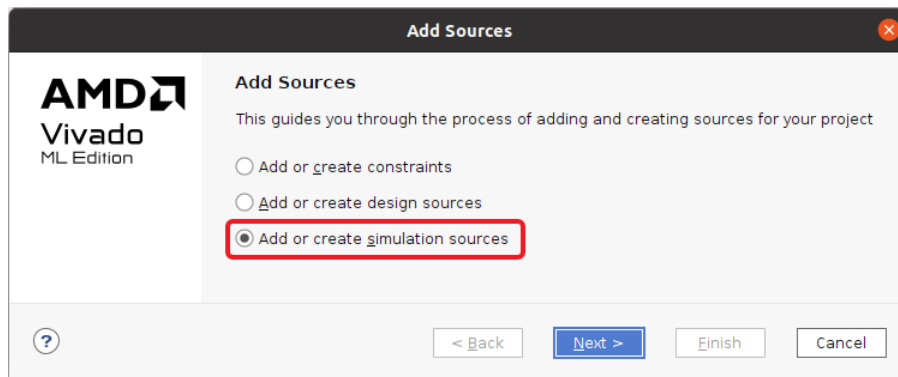 Add Sources
AMD
Vivado
ML Edition
Add Sources
This guides you through the process of adding and creating sources for your project
Add or create constraints
Add or create design sources
Add or create simulation sources
?
< Back
Next >
Finish
Cancel